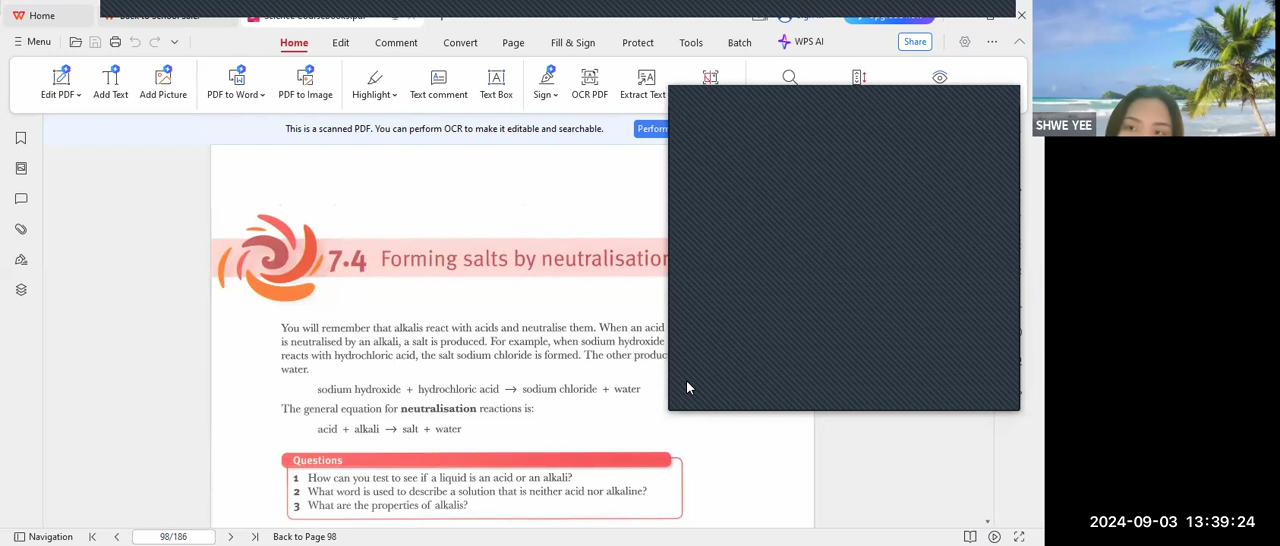 Home
Menu
Home Edit Comment Convert Page Fill & Sign Protect Tools Batch WPS AI Share
Edit PDF Add Text Add Picture PDF to Word PDF to Image Highlight Text comment Text Box Sign OCR PDF Extract Text
SHWE YEE
This is a scanned PDF. You can perform OCR to make it editable and searchable. Perform
7.4 Forming salts by neutralisation
You will remember that alkalis react with acids and neutralise them. When an acid
is neutralised by an alkali, a salt is produced. For example, when sodium hydroxide
reacts with hydrochloric acid, the salt sodium chloride is formed. The other produc
water.
sodium hydroxide + hydrochloric acid → sodium chloride + water
The general equation for neutralisation reactions is:
acid + alkali → salt + water
Questions
1 How can you test to see if a liquid is an acid or an alkali?
2 What word is used to describe a solution that is neither acid nor alkaline?
3 What are the properties of alkalis?
2024-09-03 13:39:24
Navigation 98/186 Back to Page 98